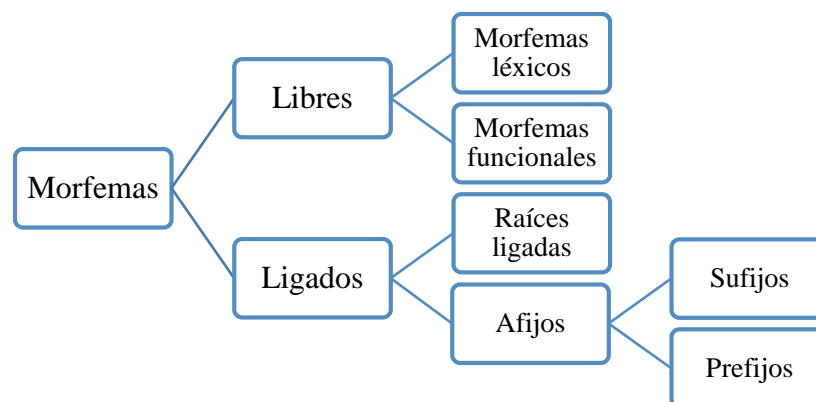 Morfemas
Libres
Morfemas
léxicos
Morfemas
funcionales
Ligados
Raíces
ligadas
Afijos
Sufijos
Prefijos